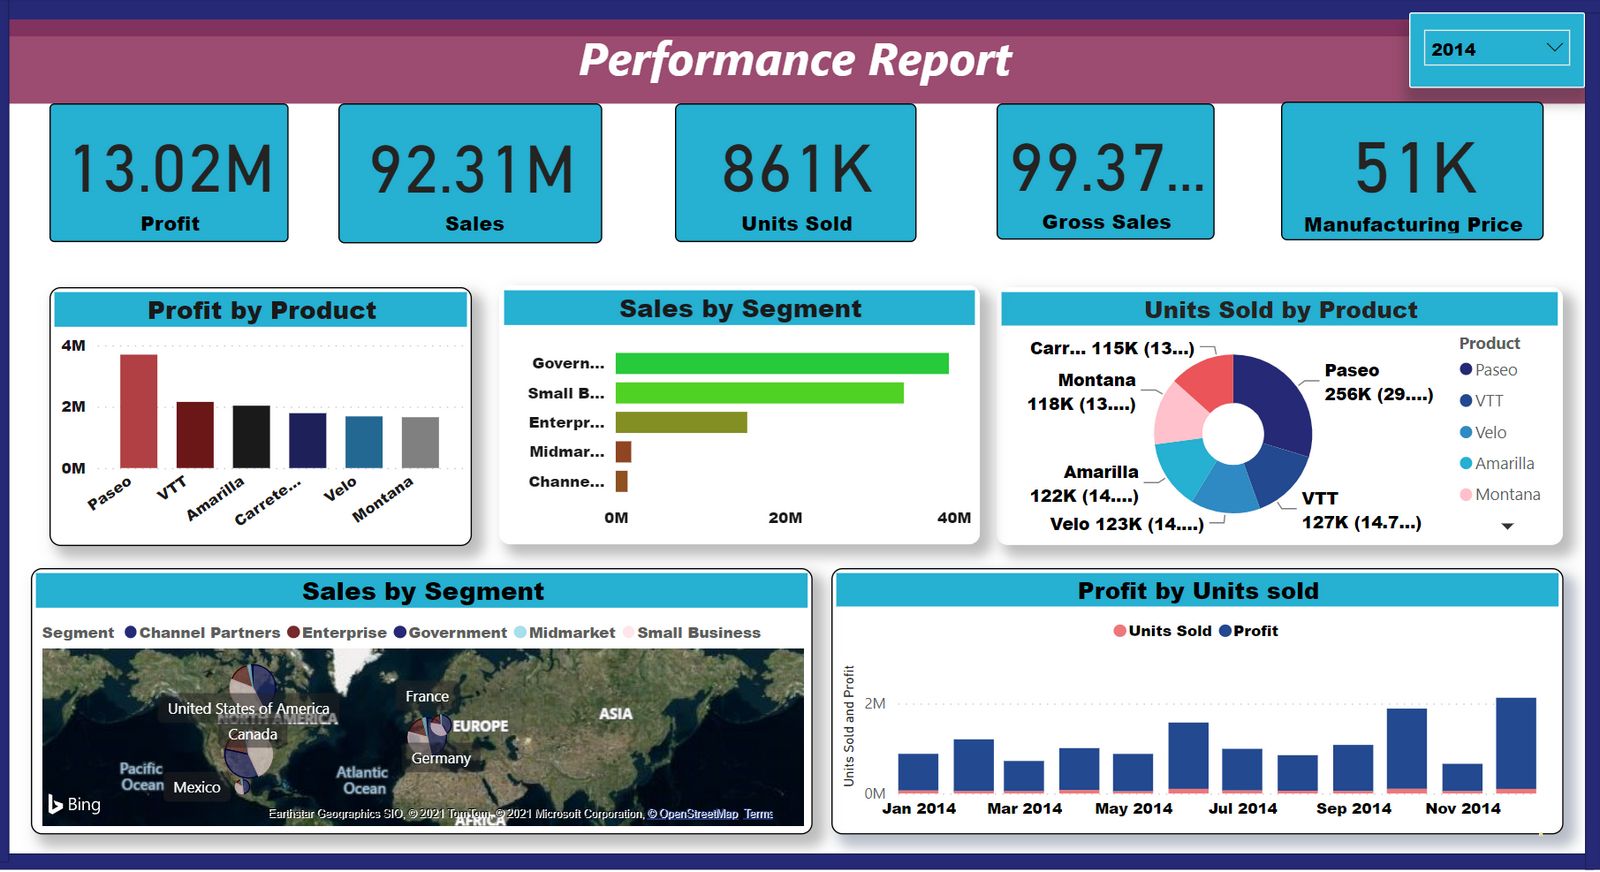 Performance Report
2014
13.02M
Profit
92.31M
Sales
861K
Units Sold
99.37...
Gross Sales
51K
Manufacturing Price
Profit by Product
4M
2M
0M
Paseo
VTT
Amarilla
Carrete...
Velo
Montana
Sales by Segment
Govern...
Small B...
Enterpr...
Midmar...
Channe...
0M 20M 40M
Units Sold by Product
Carr... 115K (13...)
Montana
118K (13....)
Amarilla
122K (14....)
Velo 123K (14....)
Paseo
256K (29....)
VTT
127K (14.7...)
Product
Paseo
VTT
Velo
Amarilla
Montana
Sales by Segment
Segment Channel Partners Enterprise Government Midmarket Small Business
United States of America
NORTH AMERICA
Canada
Mexico
France
EUROPE
Germany
ASIA
Pacific
Ocean
Atlantic
Ocean
AFRICA
Bing
Earthstar Geographics SIO, © 2021 TomTom, © 2021 Microsoft Corporation, © OpenStreetMap Terms
Profit by Units sold
Units Sold Profit
Units Sold and Profit
2M
0M
Jan 2014 Mar 2014 May 2014 Jul 2014 Sep 2014 Nov 2014